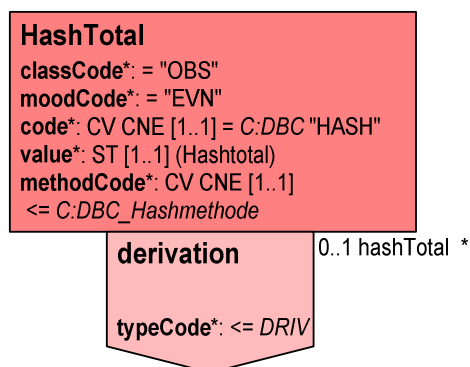 HashTotal
classCode*: = "OBS"
moodCode*: = "EVN"
code*: CV CNE [1..1] = C:DBC "HASH"
value*: ST [1..1] (Hashtotal)
methodCode*: CV CNE [1..1]
<= C:DBC_Hashmethode
derivation
0..1 hashTotal *
typeCode*: <= DRIV